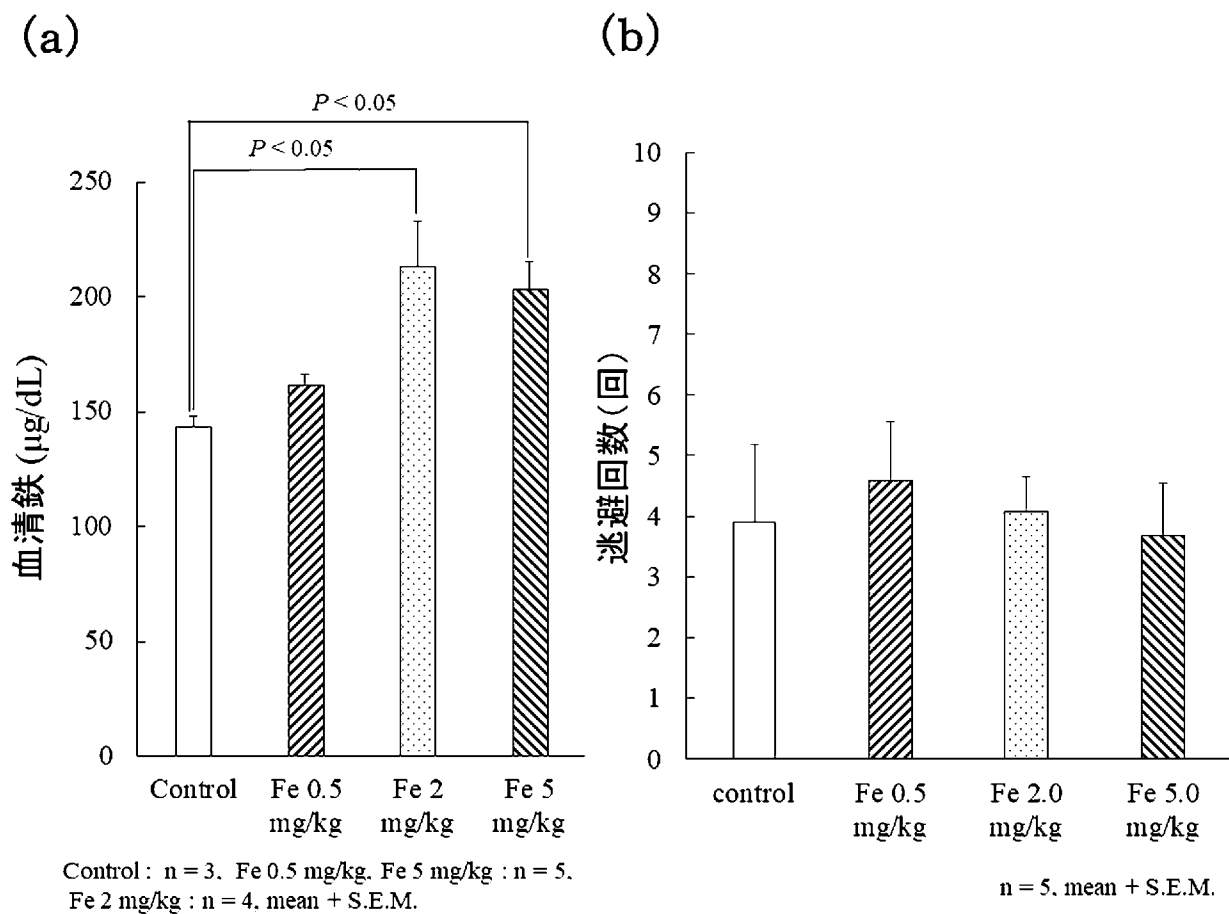 (a)
P < 0.05
P < 0.05
250
200
150
100
50
0
血清鉄 (µg/dL)
Control
Fe 0.5
mg/kg
Fe 2
mg/kg
Fe 5
mg/kg
Control : n = 3, Fe 0.5 mg/kg, Fe 5 mg/kg : n = 5,
Fe 2 mg/kg : n = 4, mean + S.E.M.
(b)
10
9
8
7
6
5
4
3
2
1
0
逃避回数(回)
control
Fe 0.5
mg/kg
Fe 2.0
mg/kg
Fe 5.0
mg/kg
n = 5, mean + S.E.M.